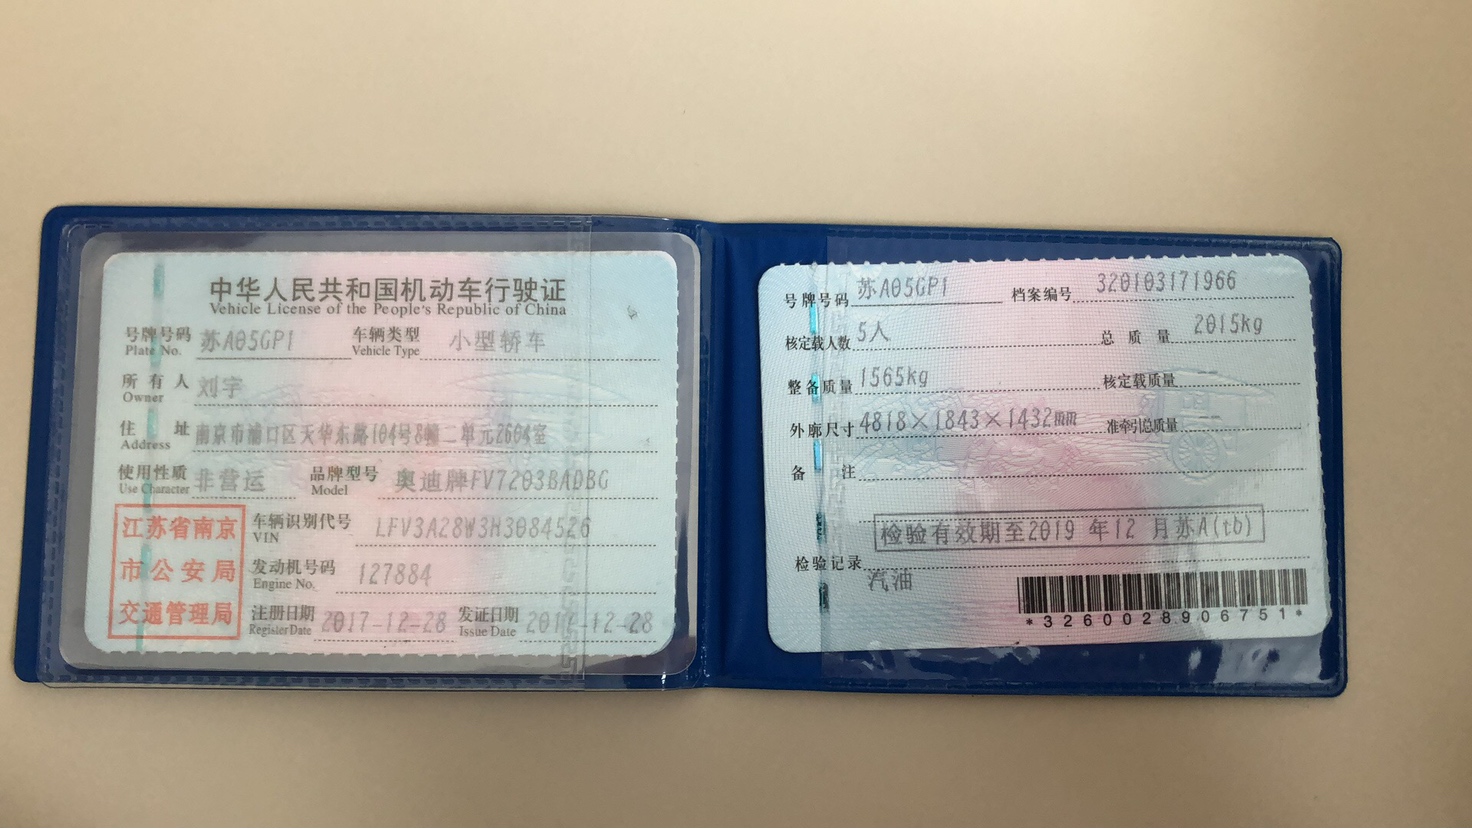 中华人民共和国机动车行驶证
Vehicle License of the People's Republic of China
号牌号码 苏A05GP1 车辆类型 小型轿车
Plate No. Vehicle Type
所有人 刘宇
Owner
住址 南京市浦口区天华东路104号8幢二单元2604室
Address
使用性质 非营运 品牌型号 奥迪牌FV7203BADBG
Use Character Model
江苏省南京
市公安局
交通管理局
车辆识别代号 LFV3A28W3H3084526
VIN
发动机号码 127884
Engine No.
注册日期 2017-12-28 发证日期 2017-12-28
Register Date Issue Date
号牌号码 苏A05GP1 档案编号 320103171966
核定载人数 5人 总质量 2015kg
整备质量 1565kg 核定载质量
外廓尺寸 4818×1843×1432mm 准牵引总质量
备注
检验有效期至2019 年12 月苏A(tb)
检验记录
汽油
*3260028906751*